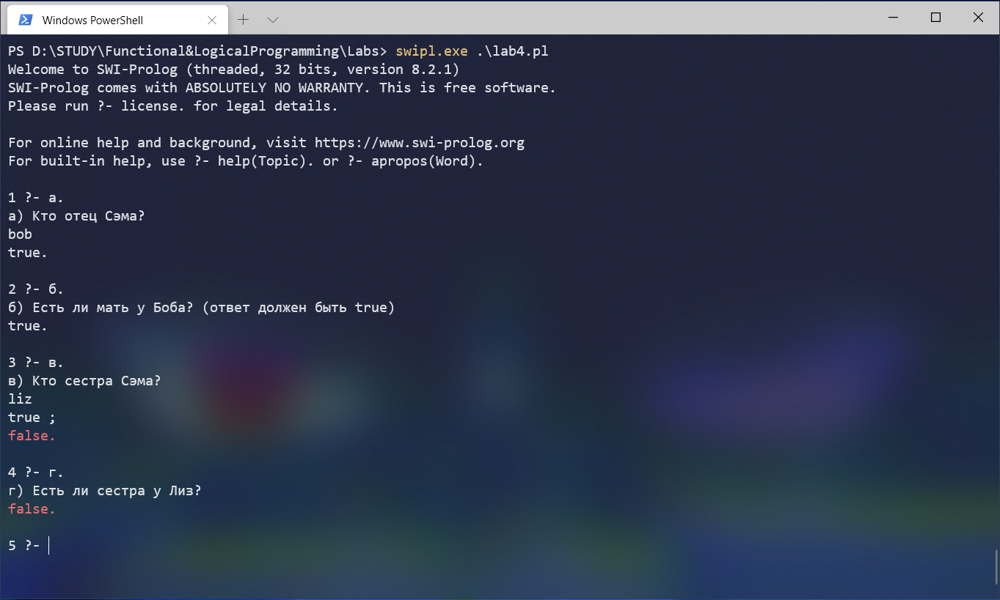 Windows PowerShell
PS D:\STUDY\Functional&LogicalProgramming\Labs> swipl.exe .\lab4.pl
Welcome to SWI-Prolog (threaded, 32 bits, version 8.2.1)
SWI-Prolog comes with ABSOLUTELY NO WARRANTY. This is free software.
Please run ?- license. for legal details.
For online help and background, visit https://www.swi-prolog.org
For built-in help, use ?- help(Topic). or ?- apropos(Word).
1 ?- а.
а) Кто отец Сэма?
bob
true.
2 ?- б.
б) Есть ли мать у Боба? (ответ должен быть true)
true.
3 ?- в.
в) Кто сестра Сэма?
liz
true ;
false.
4 ?- г.
г) Есть ли сестра у Лиз?
false.
5 ?-